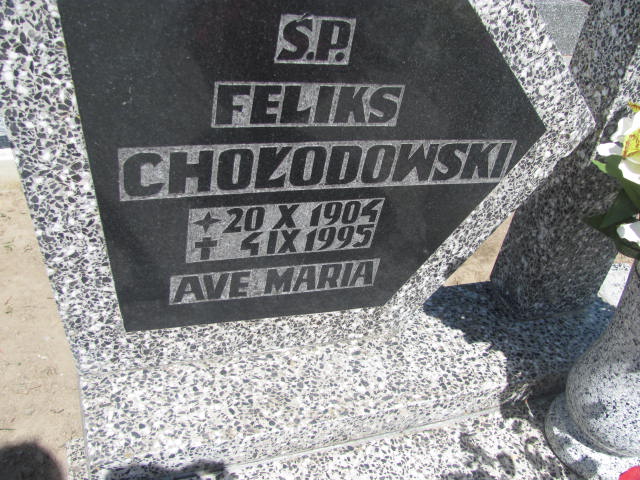 Ś.P.
FELIKS
CHOŁODOWSKI
✦ 20 X 1904
✝ 4 IX 1995
AVE MARIA